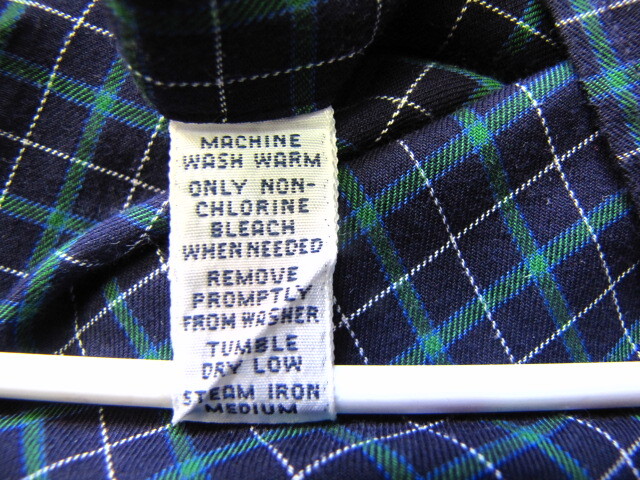 MACHINE
WASH WARM
ONLY NON-
CHLORINE
BLEACH
WHEN NEEDED
REMOVE
PROMPTLY
FROM WASHER
TUMBLE
DRY LOW
STEAM IRON
MEDIUM